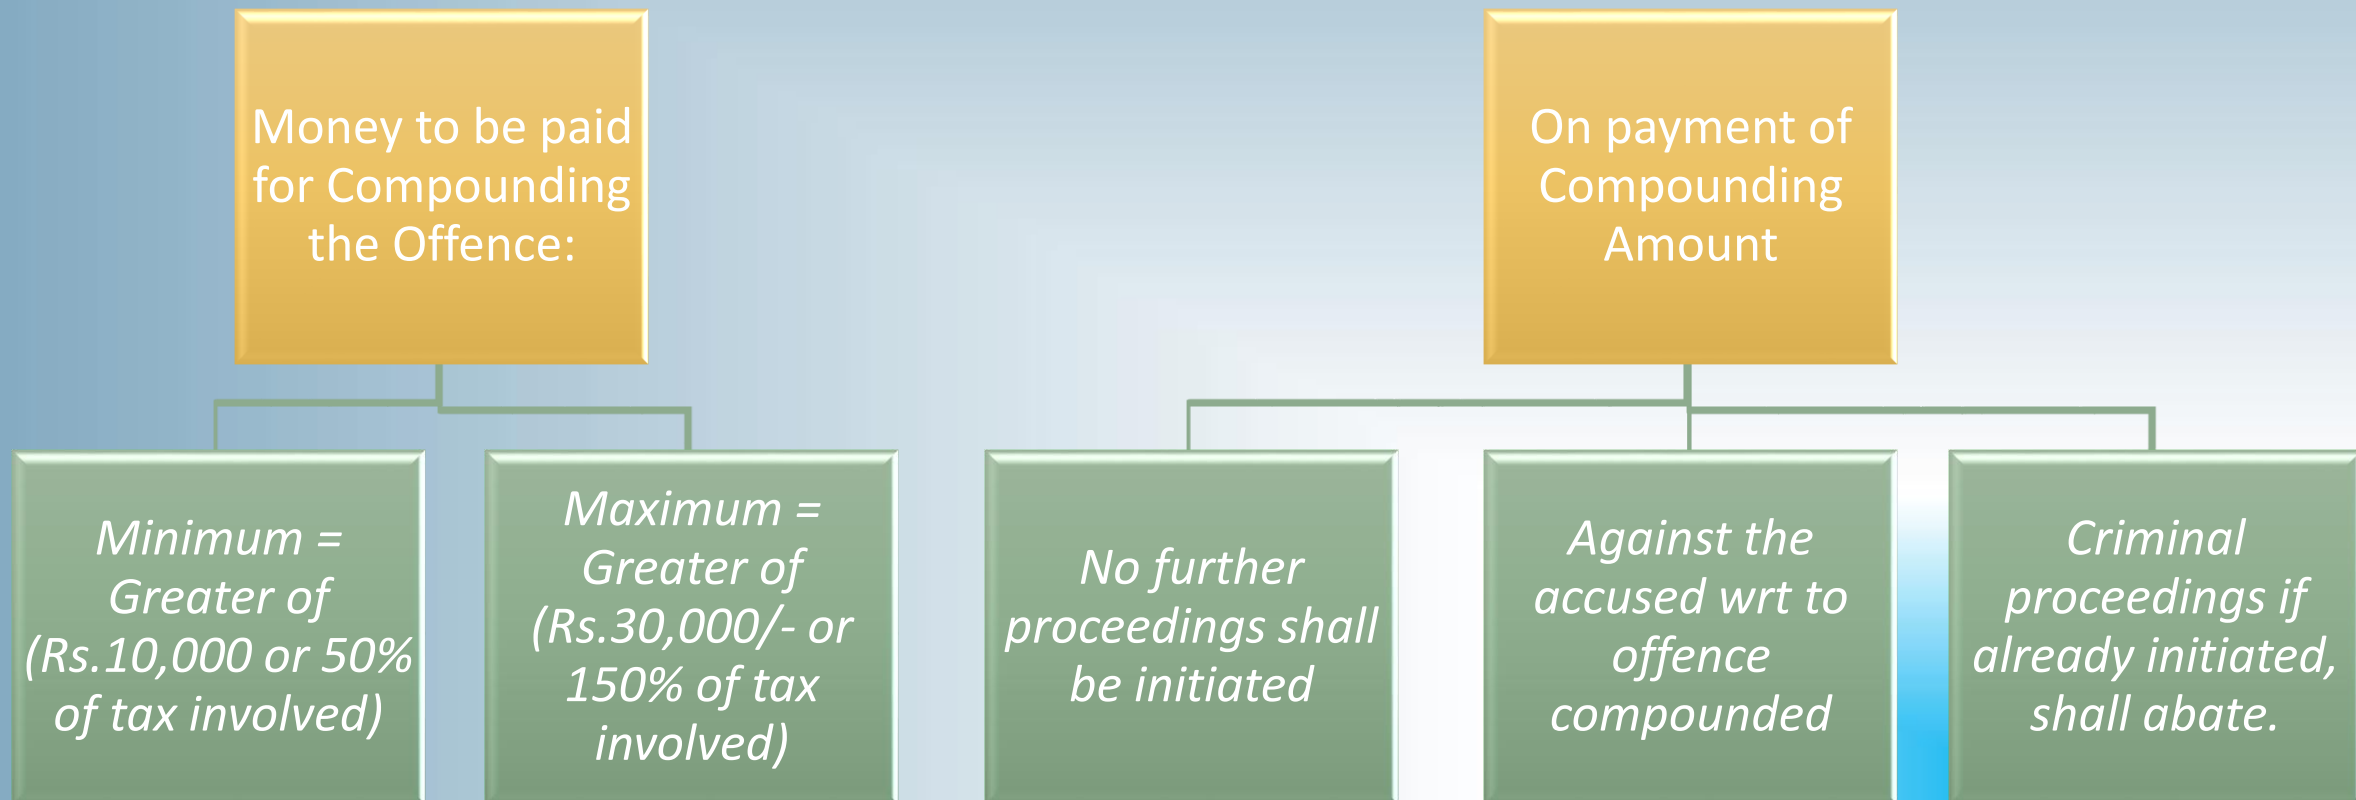 Money to be paid
for Compounding
the Offence:
On payment of
Compounding
Amount
Minimum =
Greater of
(Rs.10,000 or 50%
of tax involved)
Maximum =
Greater of
(Rs.30,000/- or
150% of tax
involved)
No further
proceedings shall
be initiated
Against the
accused wrt to
offence
compounded
Criminal
proceedings if
already initiated,
shall abate.